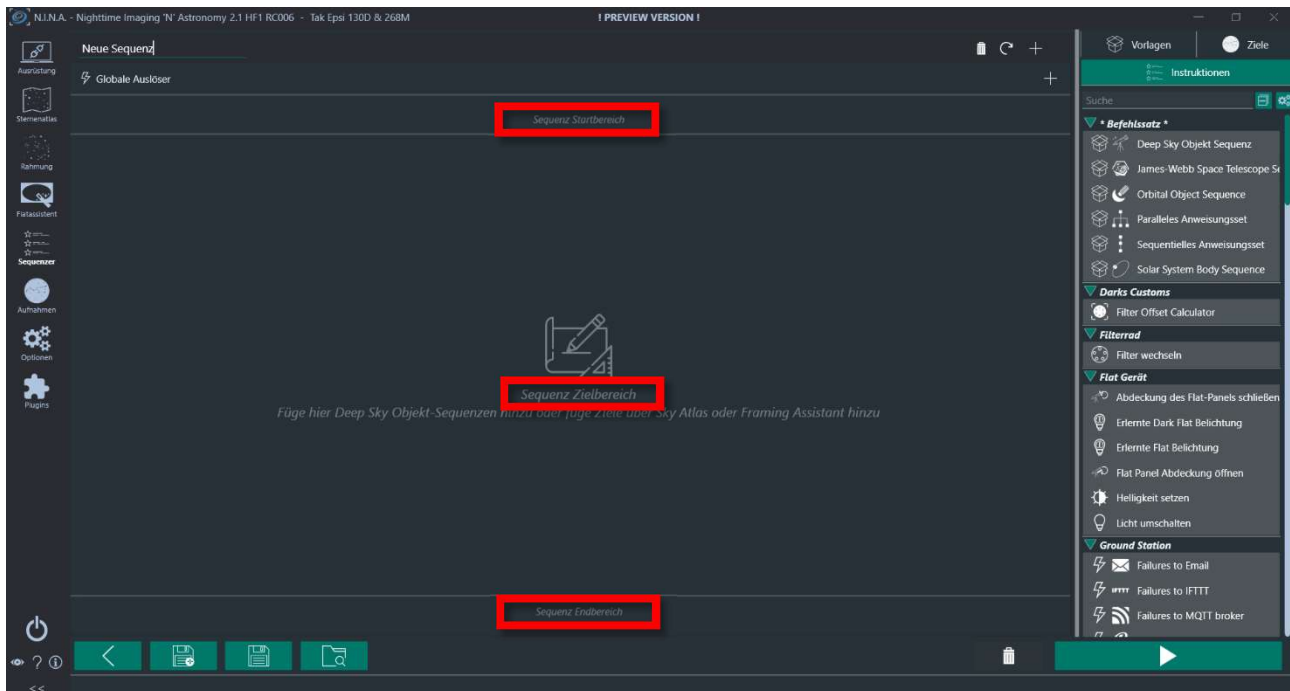 N.I.N.A. - Nighttime Imaging 'N' Astronomy 2.1 HF1 RC006 - Tak Epsi 130D & 268M
! PREVIEW VERSION !
Ausrüstung
Sternenatlas
Rahmung
Flatassistent
Sequenzer
Aufnahmen
Optionen
Plugins
<<
Neue Sequenz
Globale Auslöser
Sequenz Startbereich
Sequenz Zielbereich
Füge hier Deep Sky Objekt-Sequenzen hinzu oder füge Ziele über Sky Atlas oder Framing Assistant hinzu
Sequenz Endbereich
Vorlagen
Ziele
Instruktionen
Suche
* Befehlssatz *
Deep Sky Objekt Sequenz
James-Webb Space Telescope Se
Orbital Object Sequence
Paralleles Anweisungsset
Sequentielles Anweisungsset
Solar System Body Sequence
Darks Customs
Filter Offset Calculator
Filterrad
Filter wechseln
Flat Gerät
Abdeckung des Flat-Panels schließen
Erlernte Dark Flat Belichtung
Erlernte Flat Belichtung
Flat Panel Abdeckung öffnen
Helligkeit setzen
Licht umschalten
Ground Station
Failures to Email
IFTTT Failures to IFTTT
Failures to MQTT broker